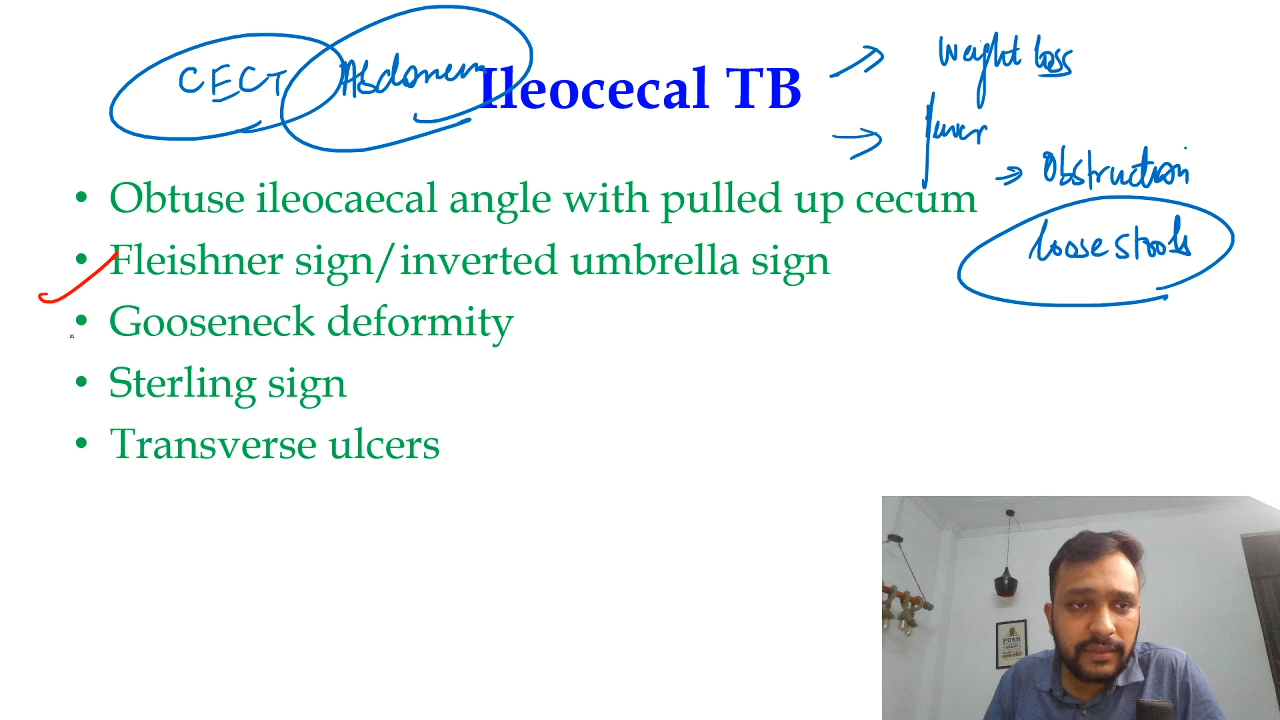 CECT Abdomen
Ileocecal TB
→ weight loss
→ fever
→ Obstruction
loose stools
• Obtuse ileocaecal angle with pulled up cecum
• Fleishner sign/inverted umbrella sign
• Gooseneck deformity
• Sterling sign
• Transverse ulcers